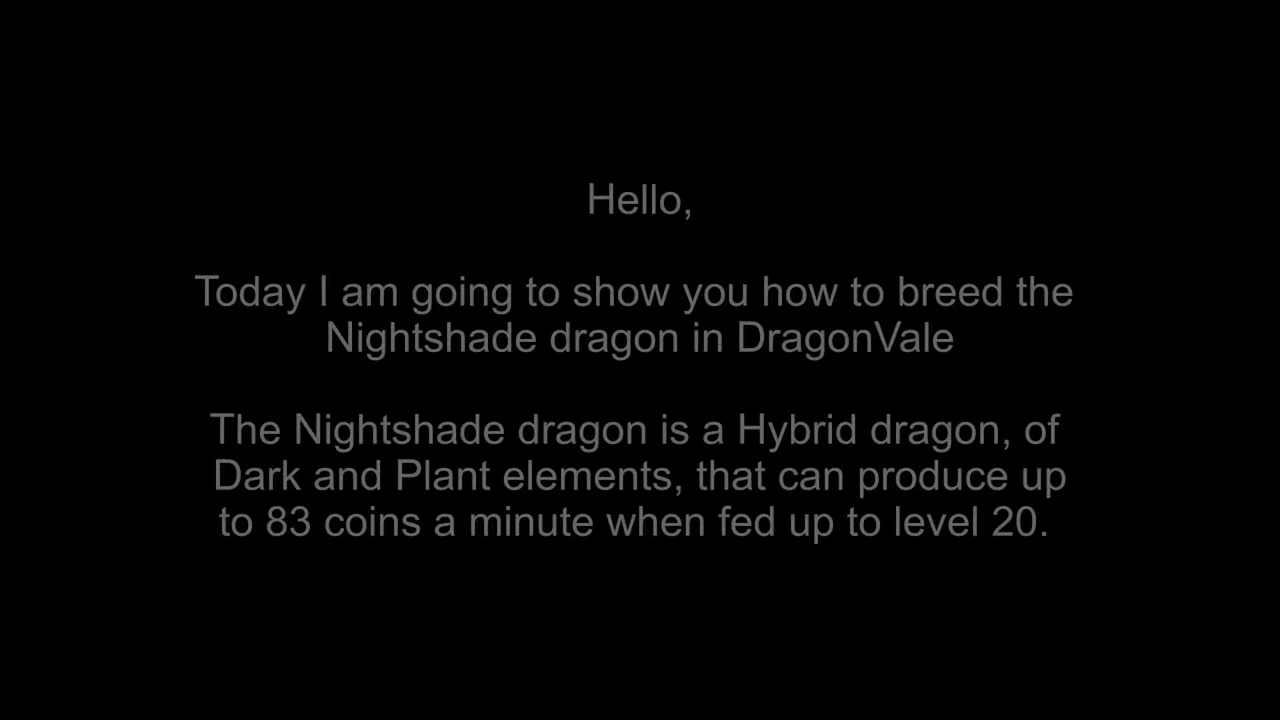 Hello,
Today I am going to show you how to breed the
Nightshade dragon in DragonVale
The Nightshade dragon is a Hybrid dragon, of
Dark and Plant elements, that can produce up
to 83 coins a minute when fed up to level 20.